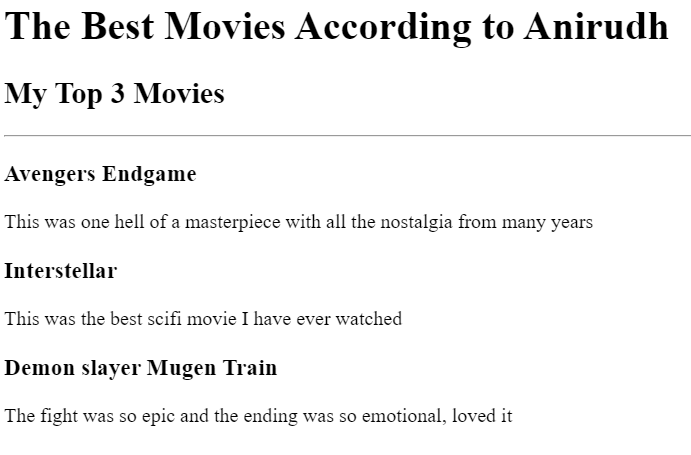 The Best Movies According to Anirudh
My Top 3 Movies
Avengers Endgame
This was one hell of a masterpiece with all the nostalgia from many years
Interstellar
This was the best scifi movie I have ever watched
Demon slayer Mugen Train
The fight was so epic and the ending was so emotional, loved it